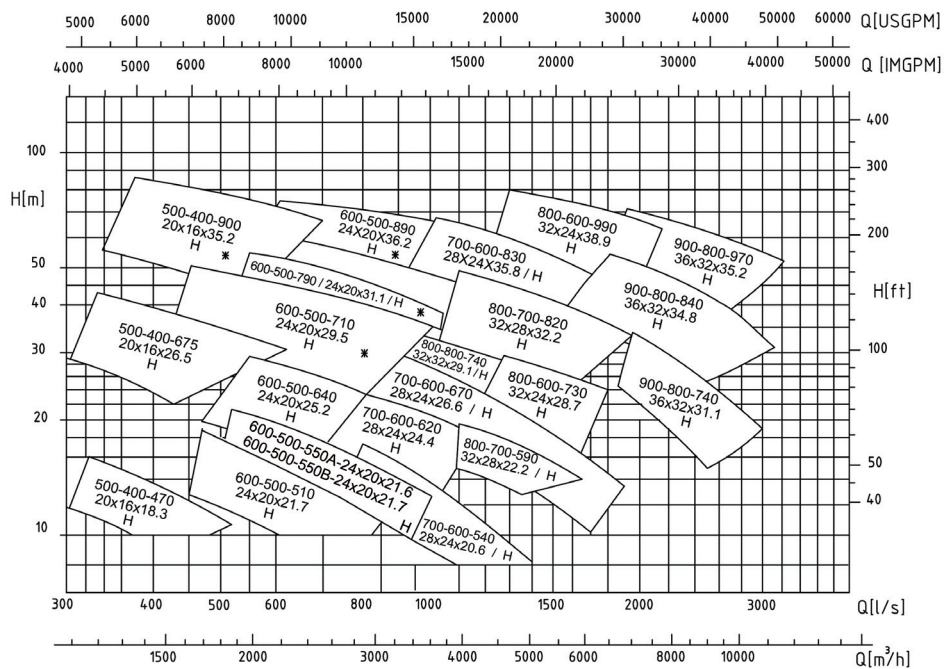 5000 6000 8000 10000 15000 20000 30000 40000 50000 60000 Q[USGPM]
4000 5000 6000 8000 10000 15000 20000 30000 40000 50000 Q [IMGPM]
400
100
300
H[m]
500-400-900
20x16x35.2
H
*
600-500-890
24X20X36.2
H
*
800-600-990
32x24x38.9
H
200
700-600-830
28X24X35.8 / H
900-800-970
36x32x35.2
H
50
600-500-790 / 24x20x31.1 / H
*
900-800-840
36x32x34.8
H
H[ft]
40
600-500-710
24x20x29.5
H
*
800-700-820
32x28x32.2
H
500-400-675
20x16x26.5
H
30
100
800-800-740
32x32x29.1/H
600-500-640
24x20x25.2
H
700-600-670
28x24x26.6 / H
800-600-730
32x24x28.7
H
900-800-740
36x32x31.1
H
20
700-600-620
28x24x24.4
H
600-500-550A-24x20x21.6
600-500-550B-24x20x21.7
H
800-700-590
32x28x22.2 / H
50
500-400-470
20x16x18.3
H
600-500-510
24x20x21.7
H
40
10
700-600-540
28x24x20.6 / H
300 400 500 600 800 1000 1500 2000 3000 Q[l/s]
1500 2000 3000 4000 5000 6000 8000 10000 Q[m³/h]